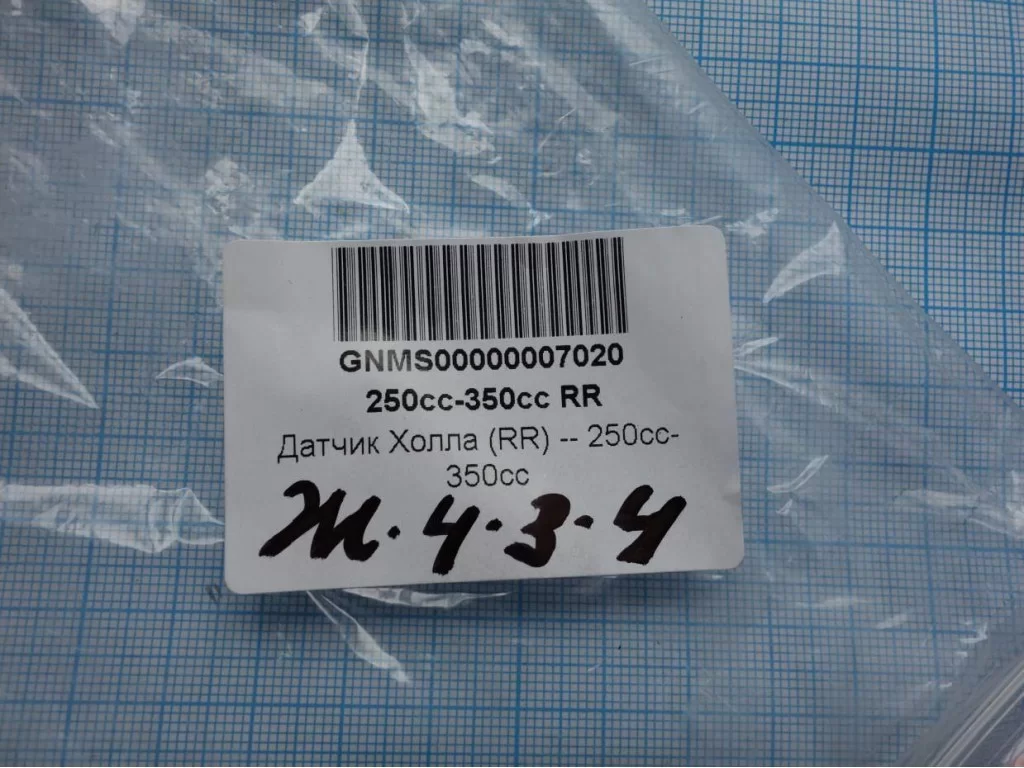 GNMS00000007020
250cc-350cc RR
Датчик Холла (RR) -- 250cc-
350cc
Ж.4.3.4